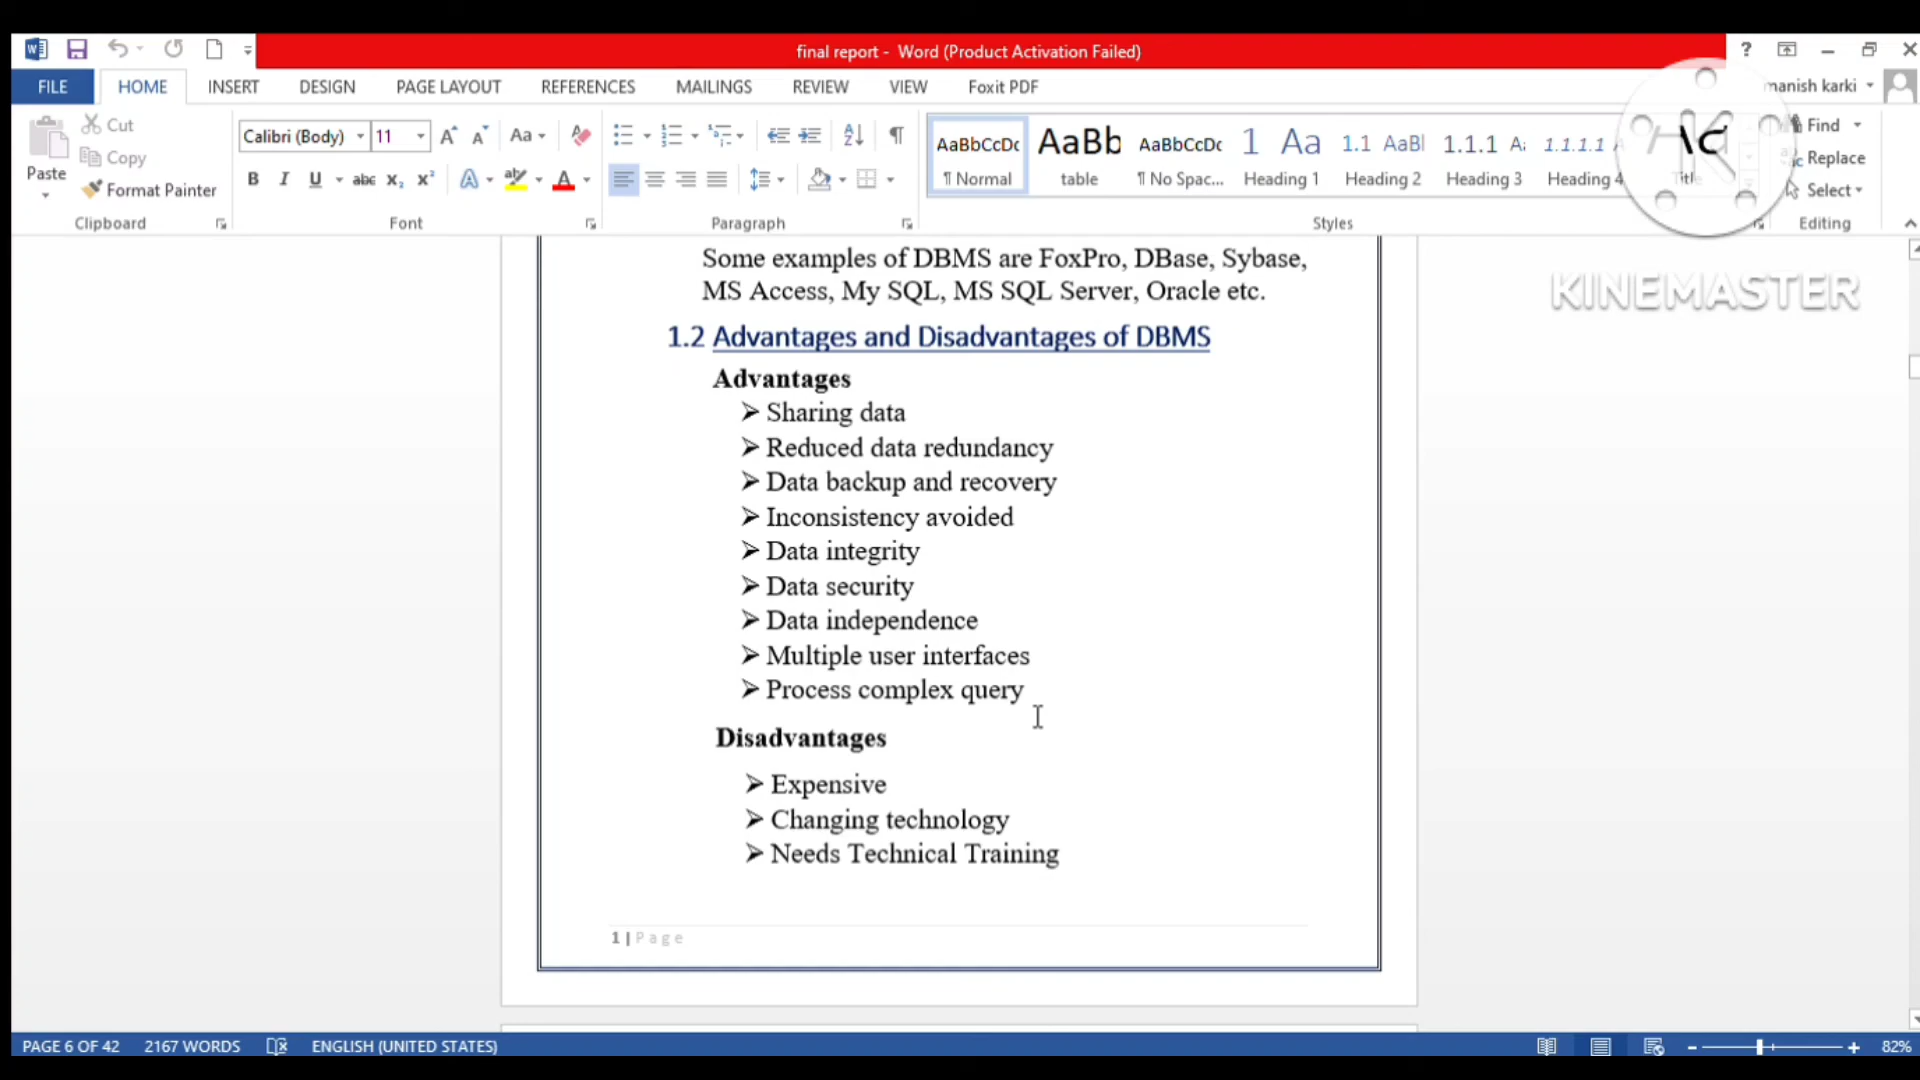 final report - Word (Product Activation Failed)
FILE HOME INSERT DESIGN PAGE LAYOUT REFERENCES MAILINGS REVIEW VIEW Foxit PDF manish karki
Cut
Copy
Format Painter
Paste
Clipboard
Calibri (Body) 11
Font
Paragraph
AaBbCcDc AaBb AaBbCcDc 1 Aa 1.1 AaBl 1.1.1 A 1.1.1.1
¶ Normal table ¶ No Spac... Heading 1 Heading 2 Heading 3 Heading 4 Title
Styles
Find
Replace
Select
Editing
KINEMASTER
Some examples of DBMS are FoxPro, DBase, Sybase,
MS Access, My SQL, MS SQL Server, Oracle etc.
1.2 Advantages and Disadvantages of DBMS
Advantages
➢ Sharing data
➢ Reduced data redundancy
➢ Data backup and recovery
➢ Inconsistency avoided
➢ Data integrity
➢ Data security
➢ Data independence
➢ Multiple user interfaces
➢ Process complex query
Disadvantages
➢ Expensive
➢ Changing technology
➢ Needs Technical Training
1 | Page
PAGE 6 OF 42 2167 WORDS ENGLISH (UNITED STATES) 82%